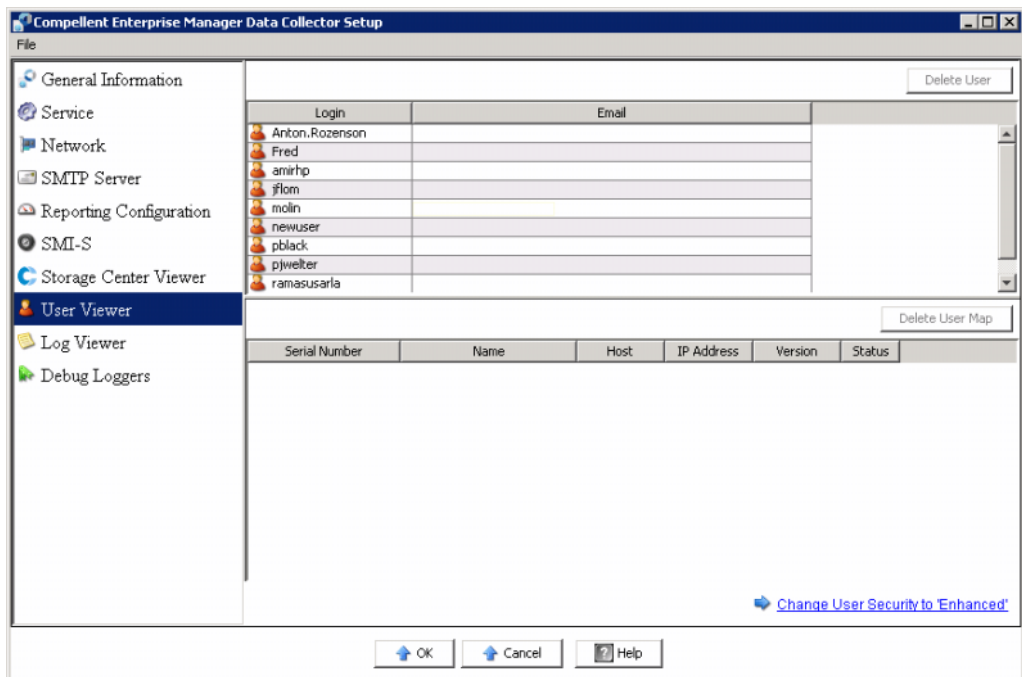 Compellent Enterprise Manager Data Collector Setup
File
General Information
Service
Network
SMTP Server
Reporting Configuration
SMI-S
Storage Center Viewer
User Viewer
Log Viewer
Debug Loggers
Delete User
Login Email
Anton.Rozenson
Fred
amirhp
jflom
molin
newuser
pblack
pjwelter
ramasusarla
Delete User Map
Serial Number Name Host IP Address Version Status
Change User Security to 'Enhanced'
OK Cancel ? Help